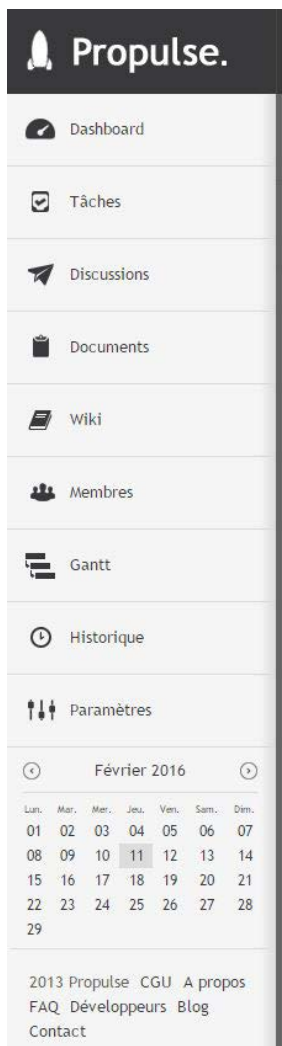 Propulse.
Dashboard
Tâches
Discussions
Documents
Wiki
Membres
Gantt
Historique
Paramètres
Février 2016
Lun. Mar. Mer. Jeu. Ven. Sam. Dim.
01 02 03 04 05 06 07
08 09 10 11 12 13 14
15 16 17 18 19 20 21
22 23 24 25 26 27 28
29
2013 Propulse CGU A propos
FAQ Développeurs Blog
Contact